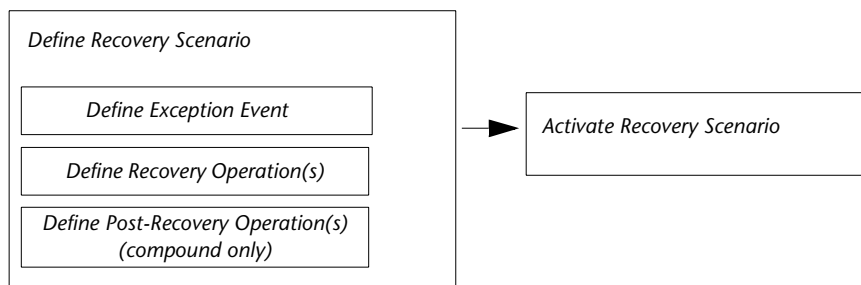 Define Recovery Scenario
Define Exception Event
Define Recovery Operation(s)
Define Post-Recovery Operation(s)
(compound only)
Activate Recovery Scenario